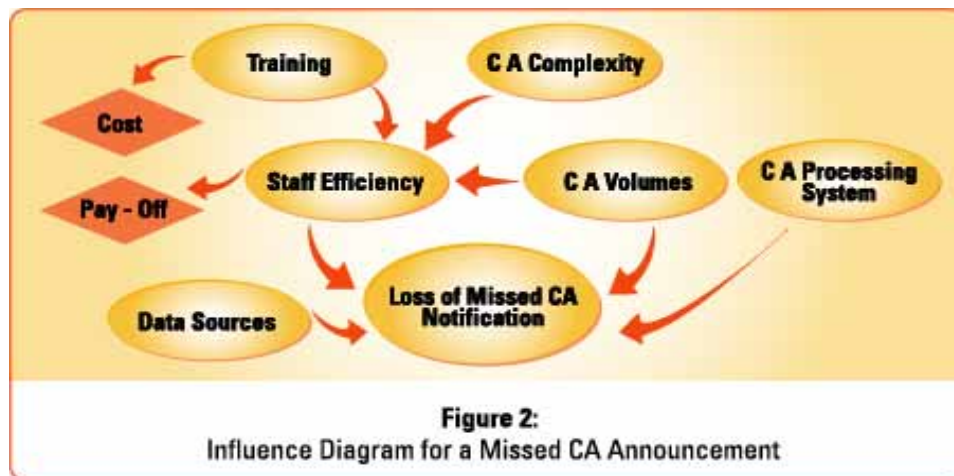 Training
C A Complexity
Cost
Staff Efficiency
C A Volumes
C A Processing
System
Pay - Off
Data Sources
Loss of Missed CA
Notification
Figure 2:
Influence Diagram for a Missed CA Announcement